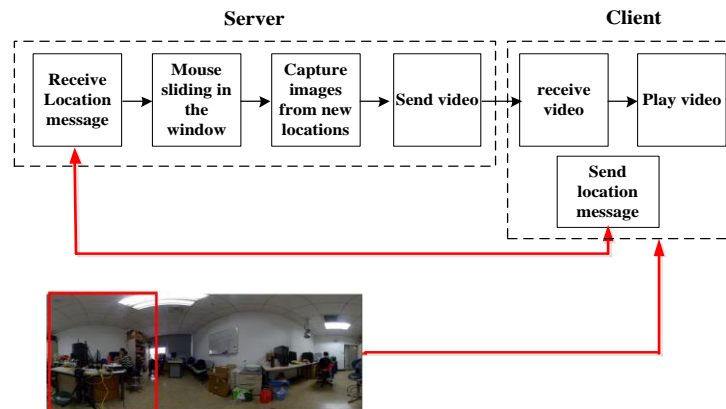 Server
Client
Receive
Location
message
Mouse
sliding in
the
window
Capture
images
from new
locations
Send video
receive
video
Play video
Send
location
message